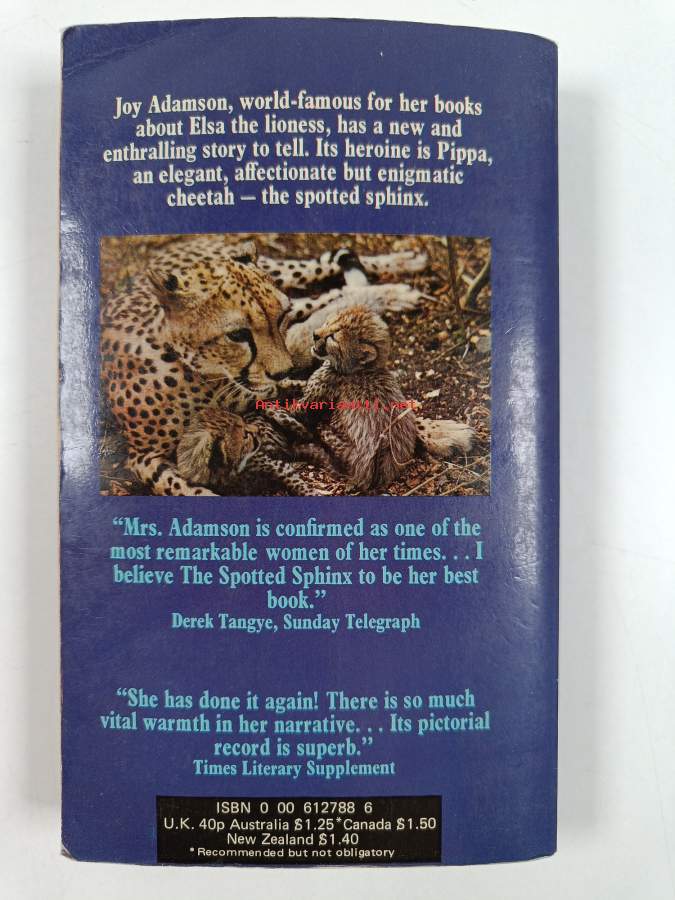 Joy Adamson, world-famous for her books
about Elsa the lioness, has a new and
enthralling story to tell. Its heroine is Pippa,
an elegant, affectionate but enigmatic
cheetah – the spotted sphinx.
Antikvariaatti.net
“Mrs. Adamson is confirmed as one of the
most remarkable women of her times. . . I
believe The Spotted Sphinx to be her best
book.”
Derek Tangye, Sunday Telegraph
“She has done it again! There is so much
vital warmth in her narrative. . . Its pictorial
record is superb.”
Times Literary Supplement
ISBN 0 00 612788 6
U.K. 40p Australia $1.25*Canada $1.50
New Zealand $1.40
*Recommended but not obligatory